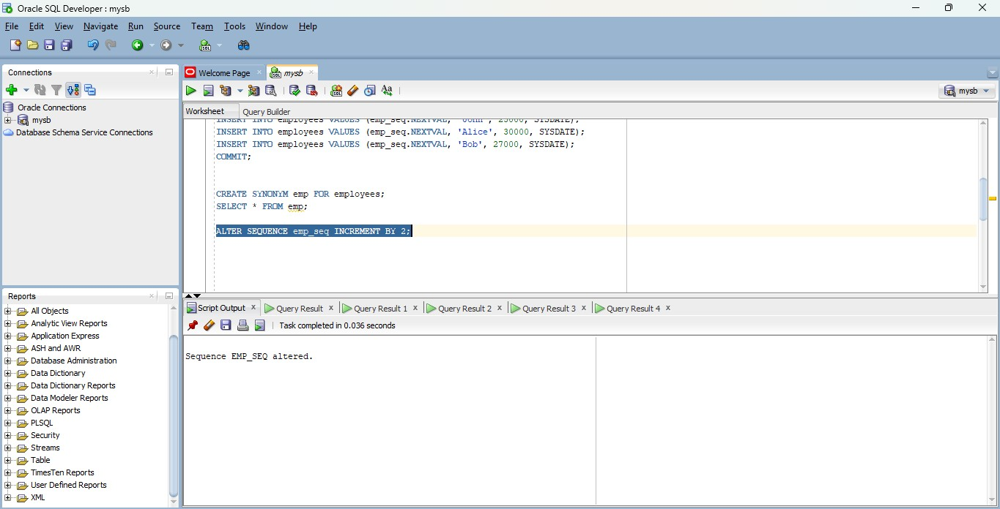 Oracle SQL Developer : mysb
File Edit View Navigate Run Source Team Tools Window Help
Connections
Oracle Connections
mysb
Database Schema Service Connections
Reports
All Objects
Analytic View Reports
Application Express
ASH and AWR
Database Administration
Data Dictionary
Data Dictionary Reports
Data Modeler Reports
OLAP Reports
PLSQL
Security
Streams
Table
TimesTen Reports
User Defined Reports
XML
Welcome Page mysb
mysb
Worksheet Query Builder
INSERT INTO employees VALUES (emp_seq.NEXTVAL, 'John', 25000, SYSDATE);
INSERT INTO employees VALUES (emp_seq.NEXTVAL, 'Alice', 30000, SYSDATE);
INSERT INTO employees VALUES (emp_seq.NEXTVAL, 'Bob', 27000, SYSDATE);
COMMIT;
CREATE SYNONYM emp FOR employees;
SELECT * FROM emp;
ALTER SEQUENCE emp_seq INCREMENT BY 2;
Script Output Query Result Query Result 1 Query Result 2 Query Result 3 Query Result 4
Task completed in 0.036 seconds
Sequence EMP_SEQ altered.